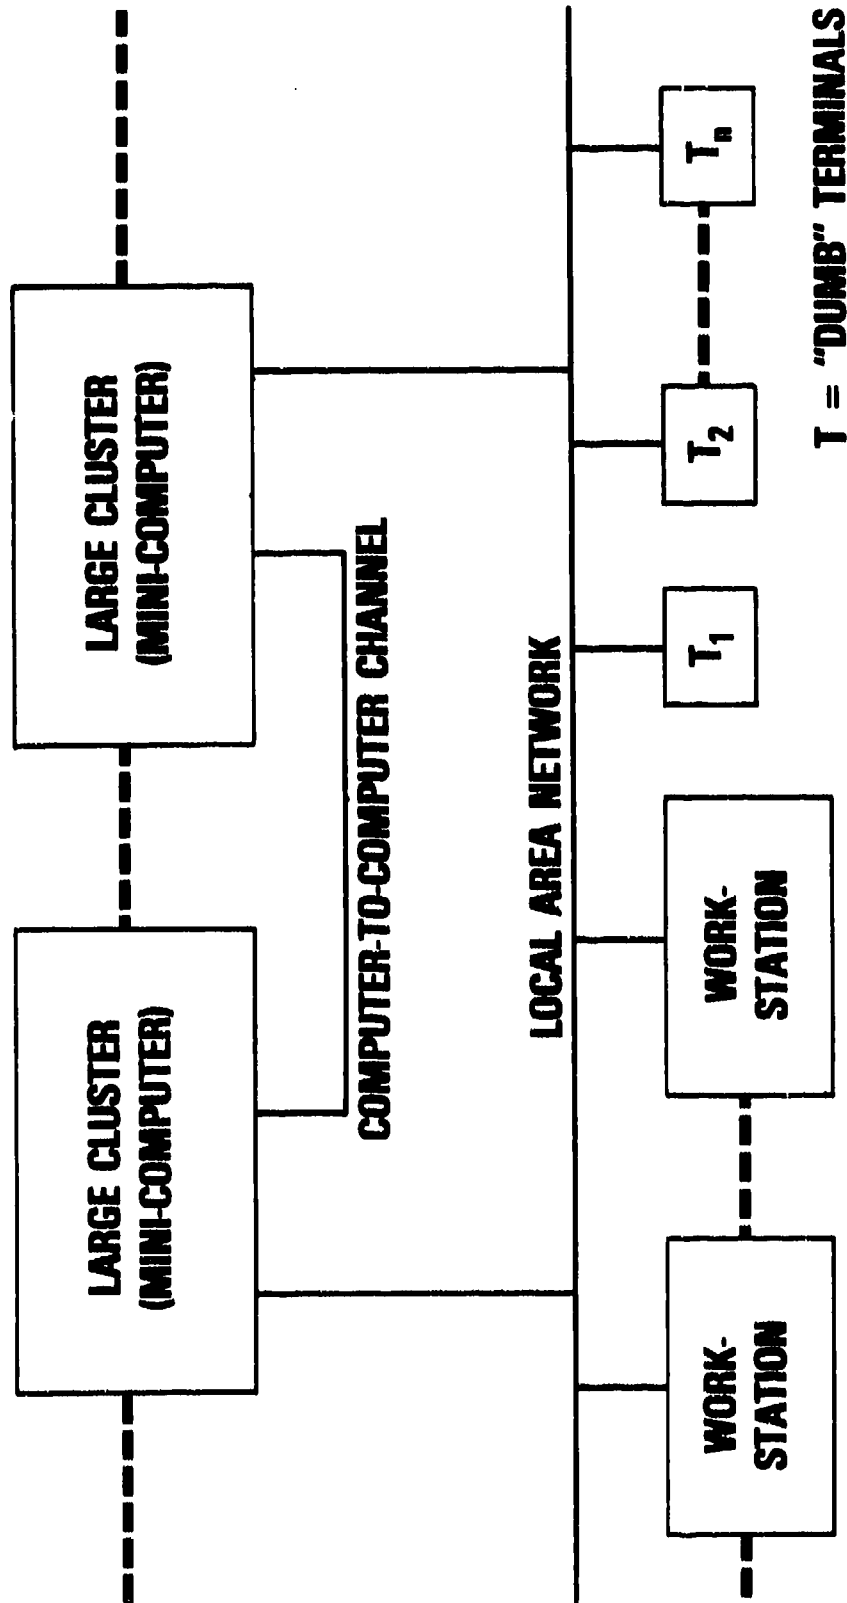 LARGE CLUSTER
(MINI-COMPUTER)
LARGE CLUSTER
(MINI-COMPUTER)
COMPUTER-TO-COMPUTER CHANNEL
LOCAL AREA NETWORK
WORK-
STATION
WORK-
STATION
T1
T2
Tn
T = "DUMB" TERMINALS